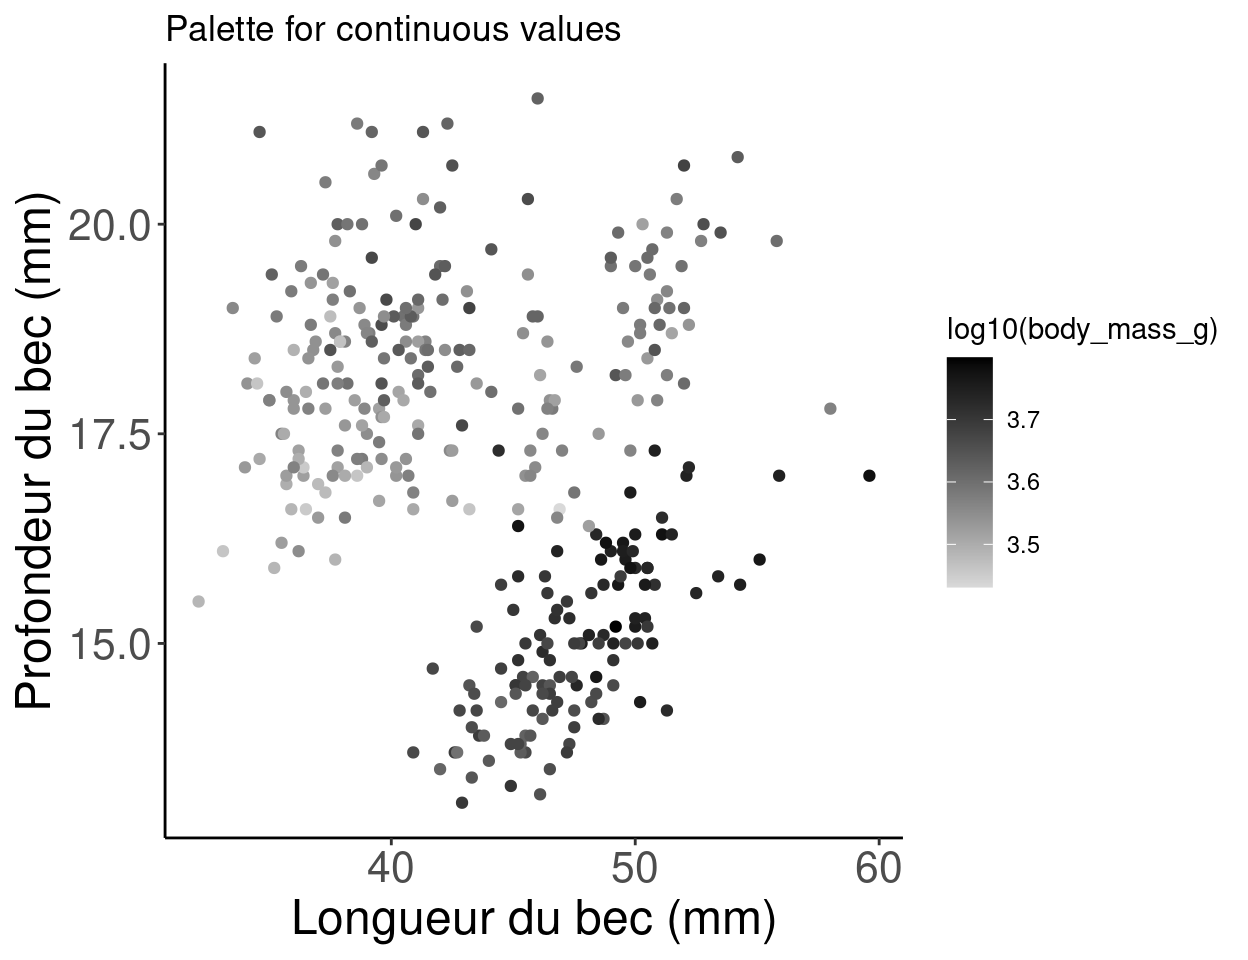 Palette for continuous values
Profondeur du bec (mm)
20.0
17.5
15.0
40 50 60
Longueur du bec (mm)
log10(body_mass_g)
3.7
3.6
3.5